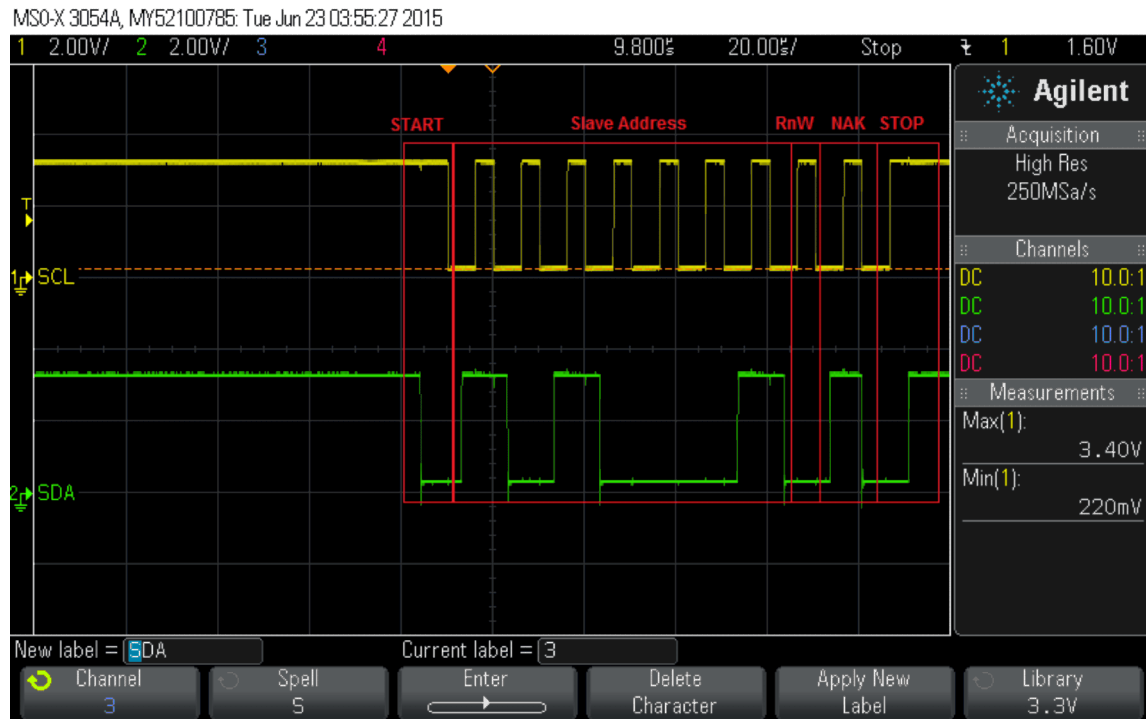 MSO-X 3054A, MY52100785: Tue Jun 23 03:55:27 2015
1 2.00V/ 2 2.00V/ 3 4 9.800s 20.00s/ Stop 1 1.60V
Agilent
Acquisition
High Res
250MSa/s
Channels
DC 10.0:1
DC 10.0:1
DC 10.0:1
DC 10.0:1
Measurements
Max(1):
3.40V
Min(1):
220mV
START Slave Address RnW NAK STOP
T
1 SCL
2 SDA
New label = SDA Current label = 3
Channel Spell Enter Delete Character Apply New Label Library
3 S 3.3V